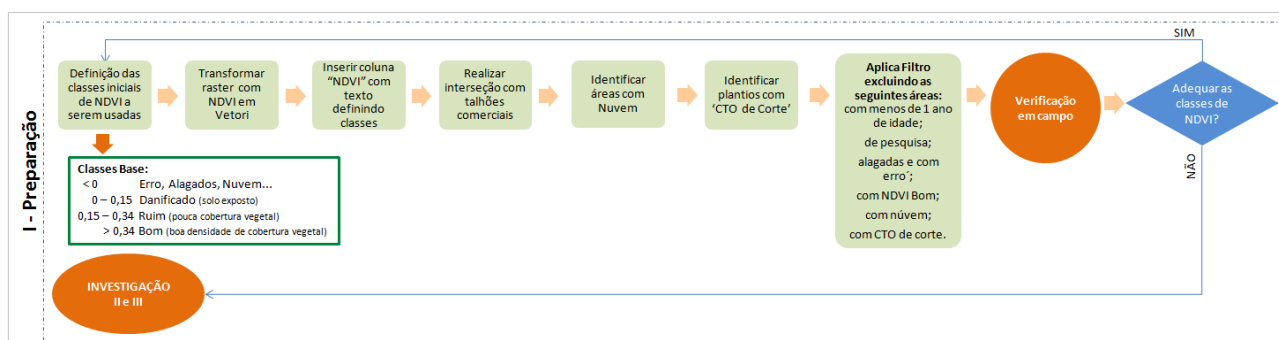 I - Preparação
SIM
Definição das
classes iniciais
de NDVI a
serem usadas
Transformar
raster com
NDVI em
Vetori
Inserir coluna
“NDVI” com
texto
definindo
classes
Realizar
interseção com
talhões
comerciais
Identificar
áreas com
Nuvem
Identificar
plantios com
‘CTO de Corte’
Aplica Filtro
excluindo as
seguintes áreas:
com menos de 1 ano
de idade;
de pesquisa;
alagadas e com
erro´;
com NDVI Bom;
com núvem;
com CTO de corte.
Verificação
em campo
Adequar as
classes de
NDVI?
NÃO
Classes Base:
< 0 Erro, Alagados, Nuvem...
0 – 0,15 Danificado (solo exposto)
0,15 – 0,34 Ruim (pouca cobertura vegetal)
> 0,34 Bom (boa densidade de cobertura vegetal)
INVESTIGAÇÃO
II e III